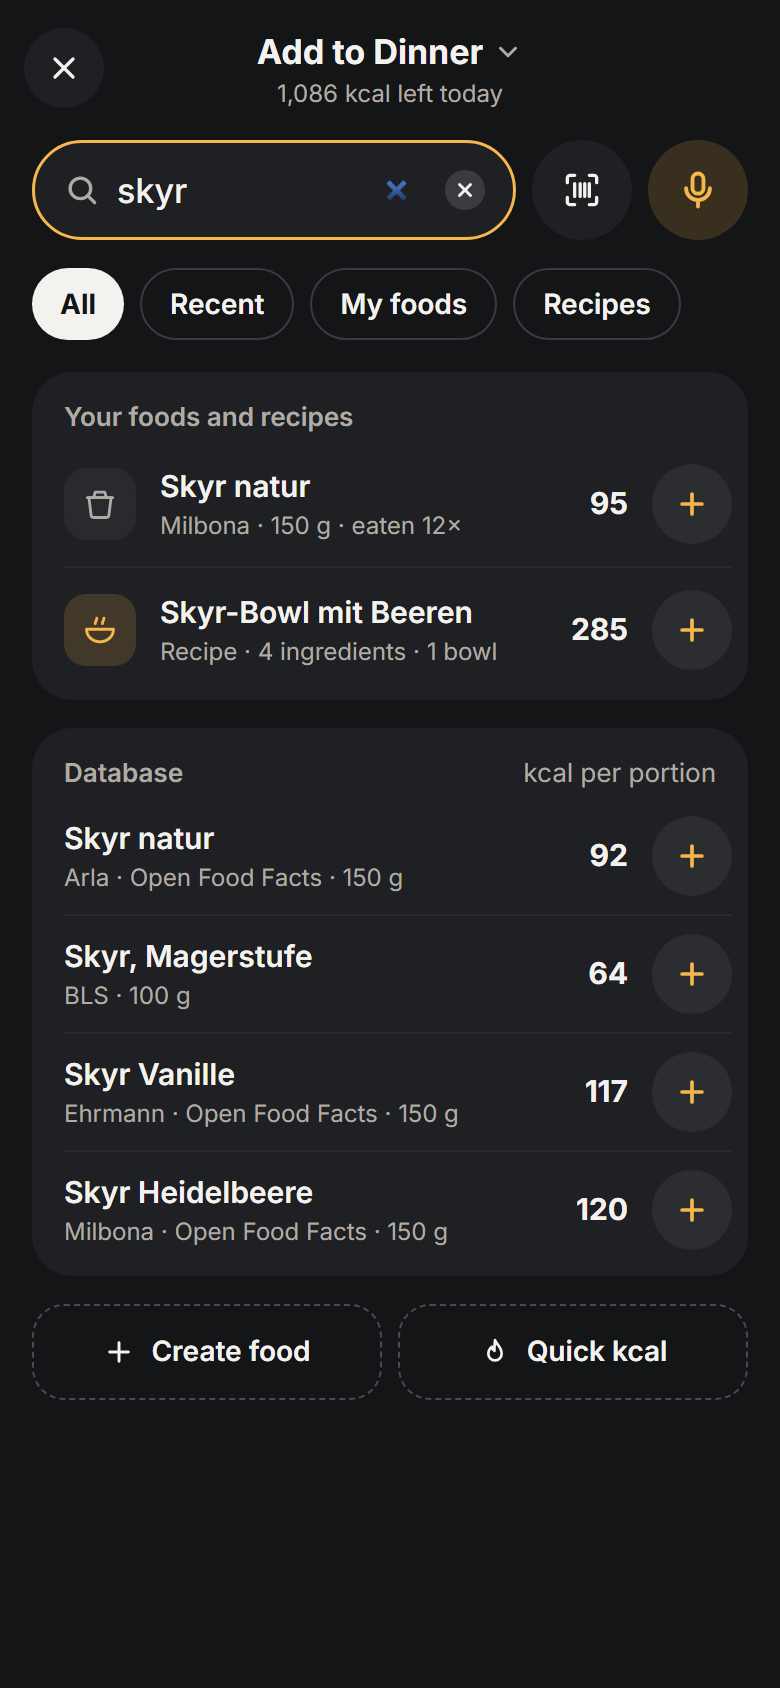 Add to Dinner
1,086 kcal left today
skyr
All
Recent
My foods
Recipes
Your foods and recipes
Skyr natur
Milbona · 150 g · eaten 12×
95
Skyr-Bowl mit Beeren
Recipe · 4 ingredients · 1 bowl
285
Database
kcal per portion
Skyr natur
Arla · Open Food Facts · 150 g
92
Skyr, Magerstufe
BLS · 100 g
64
Skyr Vanille
Ehrmann · Open Food Facts · 150 g
117
Skyr Heidelbeere
Milbona · Open Food Facts · 150 g
120
Create food
Quick kcal